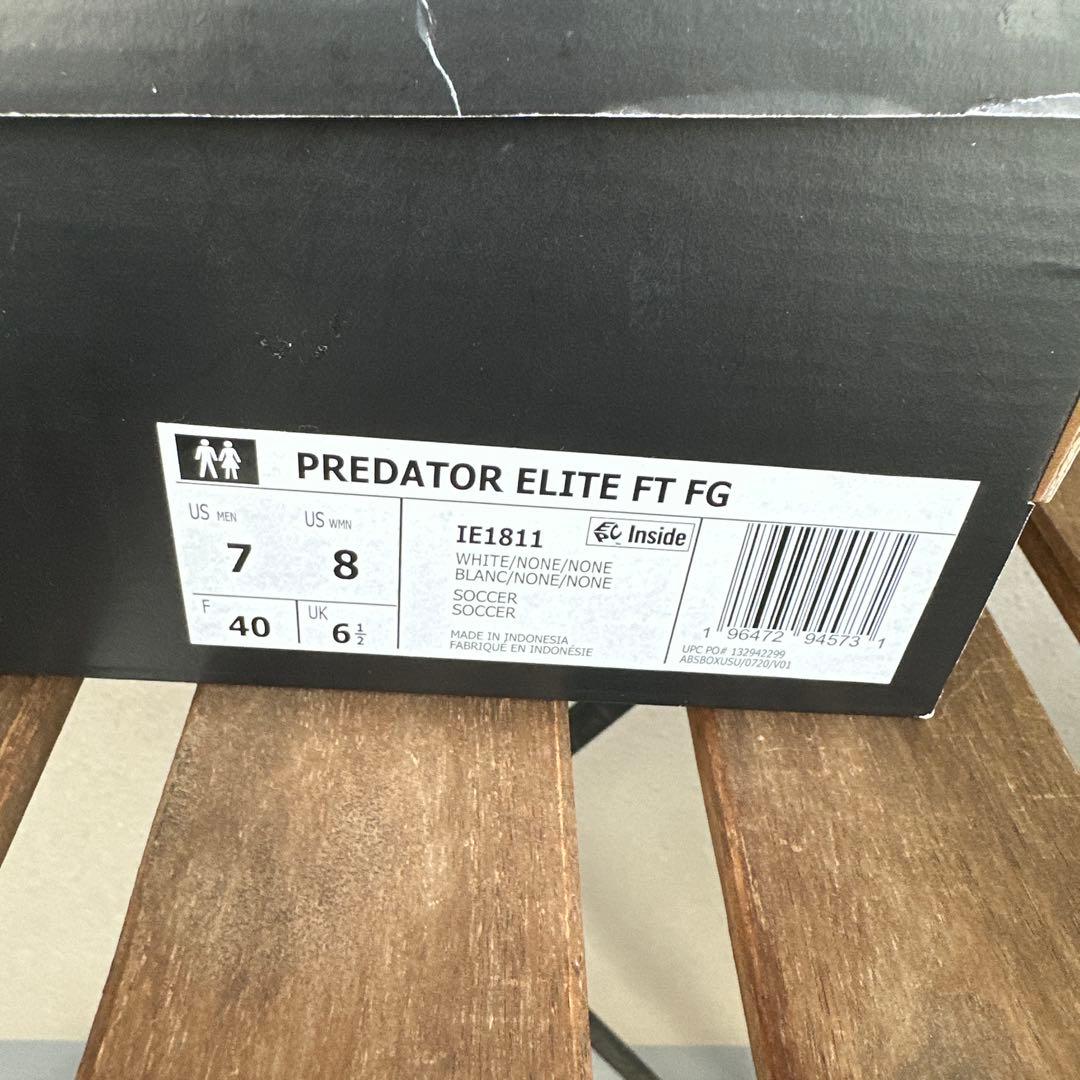 PREDATOR ELITE FT FG
US MEN 7
US WMN 8
F 40
UK 6 ½
IE1811
Inside
WHITE/NONE/NONE
BLANC/NONE/NONE
SOCCER
SOCCER
MADE IN INDONESIA
FABRIQUÉ EN INDONÉSIE
1 96472 94573 1
UPC PO# 132942299
ABSBOXUSU/0720/V01